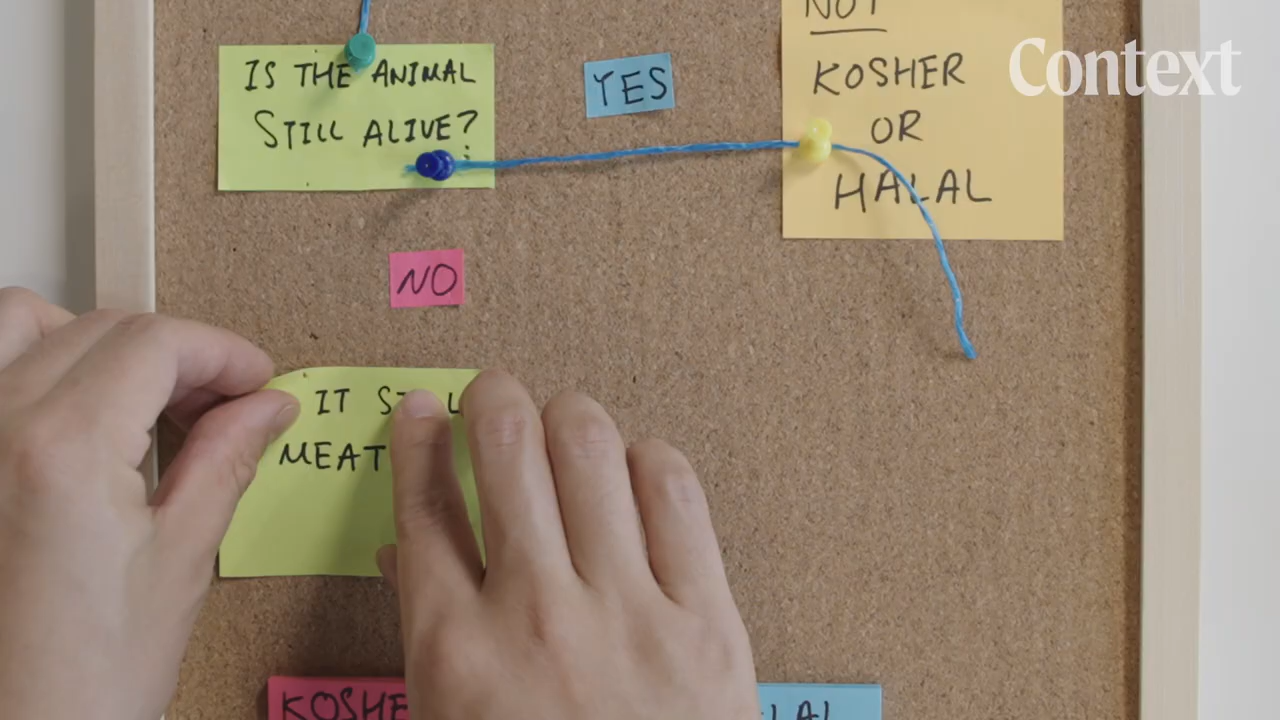 IS THE ANIMAL
STILL ALIVE?
YES
NOT
KOSHER
OR
HALAL
Context
NO
IT
MEAT